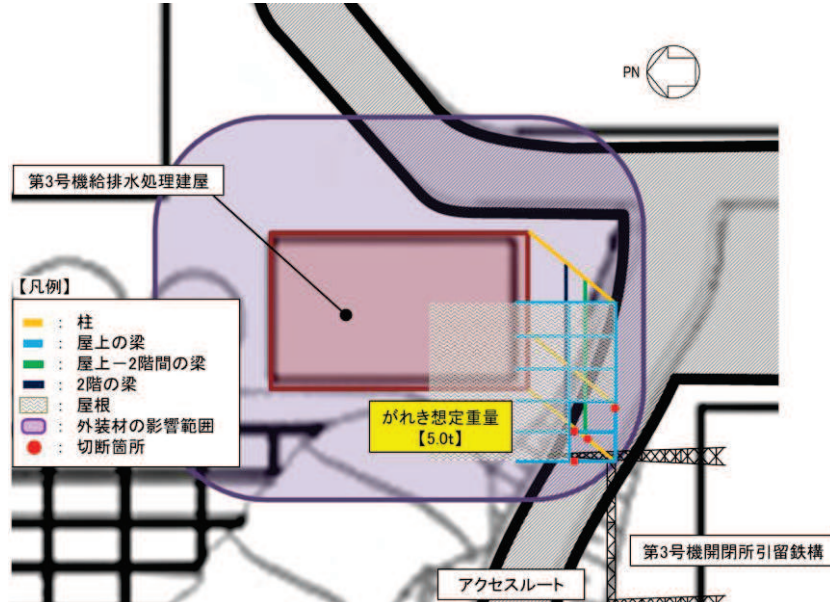 PN
第3号機給排水処理建屋
【凡例】
：柱
：屋上の梁
：屋上－2階間の梁
：2階の梁
：屋根
：外装材の影響範囲
：切断箇所
がれき想定重量
【5.0t】
第3号機開閉所引留鉄構
アクセスルート